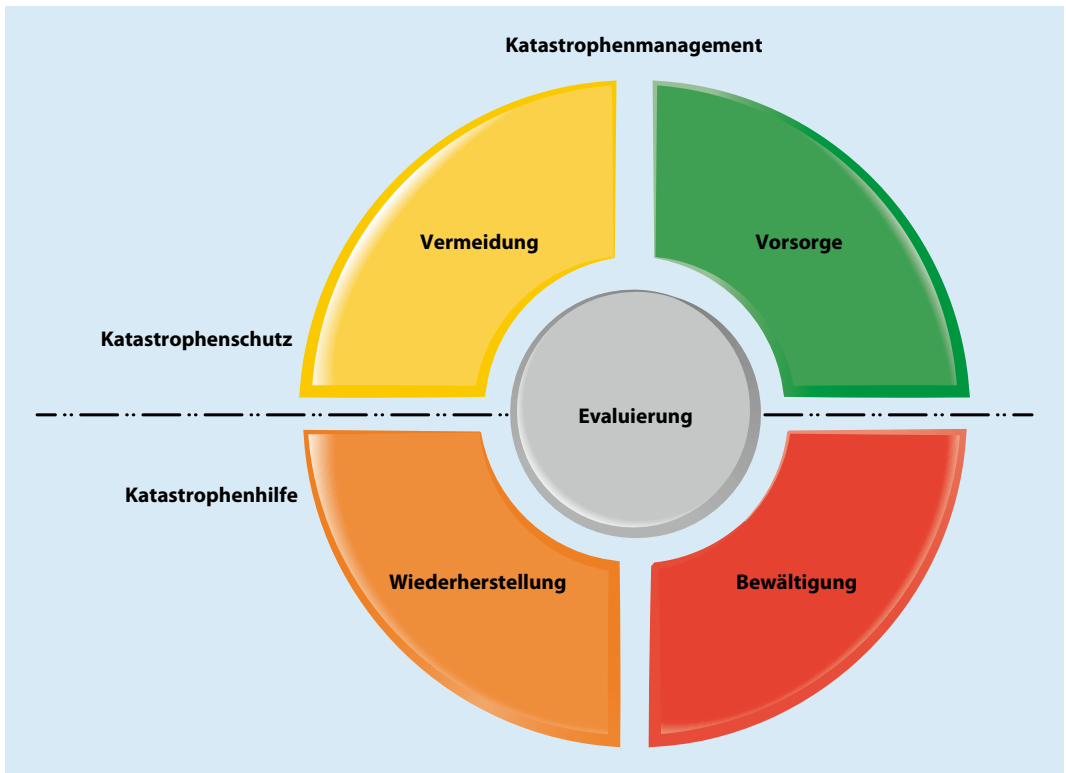 Katastrophenmanagement
Vermeidung
Vorsorge
Katastrophenschutz
Evaluierung
Katastrophenhilfe
Wiederherstellung
Bewältigung